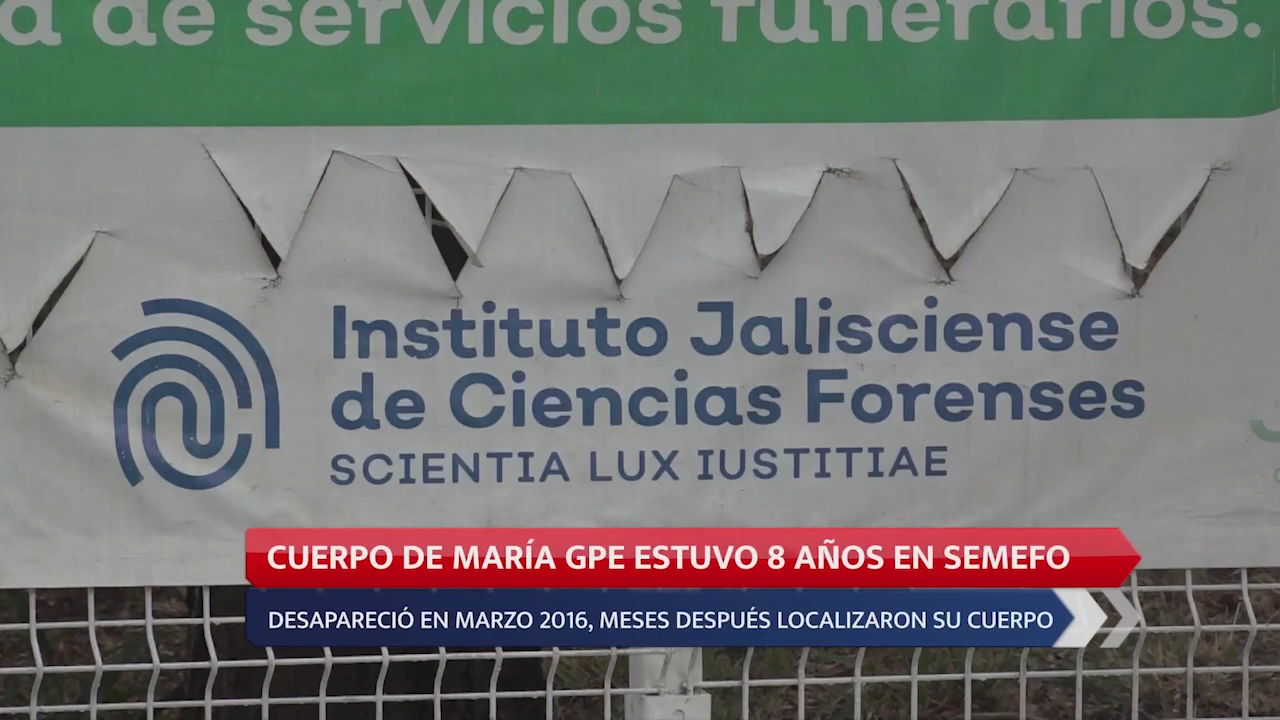 a de servicios funerarios.
Instituto Jalisciense
de Ciencias Forenses
SCIENTIA LUX IUSTITIAE
CUERPO DE MARÍA GPE ESTUVO 8 AÑOS EN SEMEFO
DESAPARECIÓ EN MARZO 2016, MESES DESPUÉS LOCALIZARON SU CUERPO